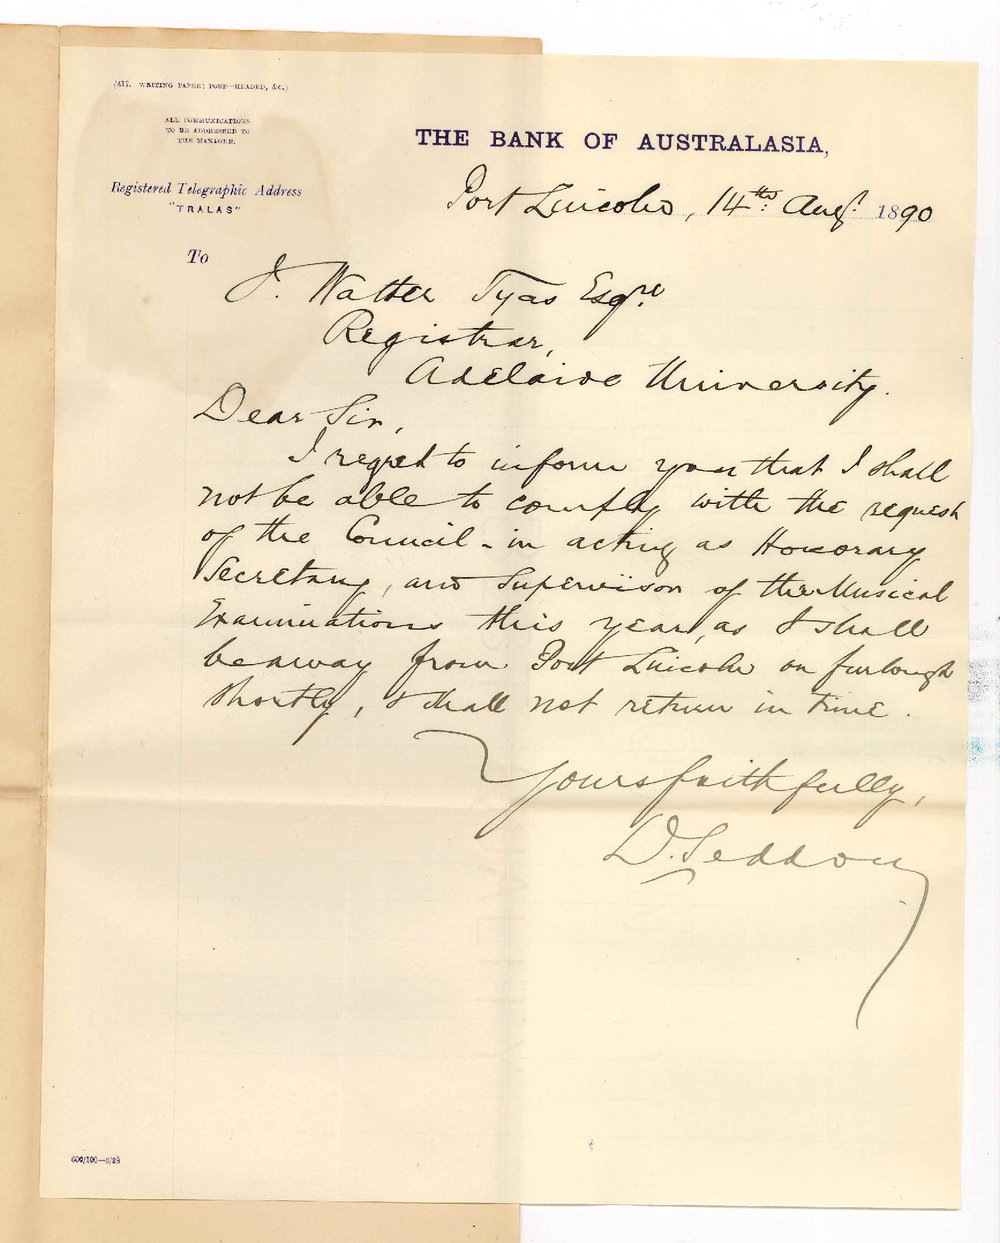 (417. WRITING PAPER: POST—HEADED, &C.)
ALL COMMUNICATIONS
TO BE ADDRESSED TO
THE MANAGER.
THE BANK OF AUSTRALASIA,
Registered Telegraphic Address
"TRALAS"
Port Lincoln, 14th Augt. 1890
To
J. Walter Tyas Esqre.
Registrar,
Adelaide University.
Dear Sir,
I regret to inform you that I shall
not be able to comply with the request
of the Council - in acting as Honorary
Secretary, and Supervisor of the Musical
Examinations this year, as I shall
be away from Port Lincoln on furlough
shortly, & shall not return in time.
Yours faithfully,
D. Seddon
600/100—8/88